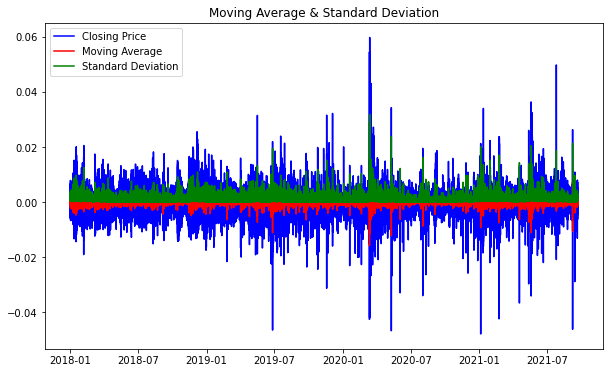 Moving Average & Standard Deviation
Closing Price
Moving Average
Standard Deviation
0.06
0.04
0.02
0.00
−0.02
−0.04
2018-01 2018-07 2019-01 2019-07 2020-01 2020-07 2021-01 2021-07